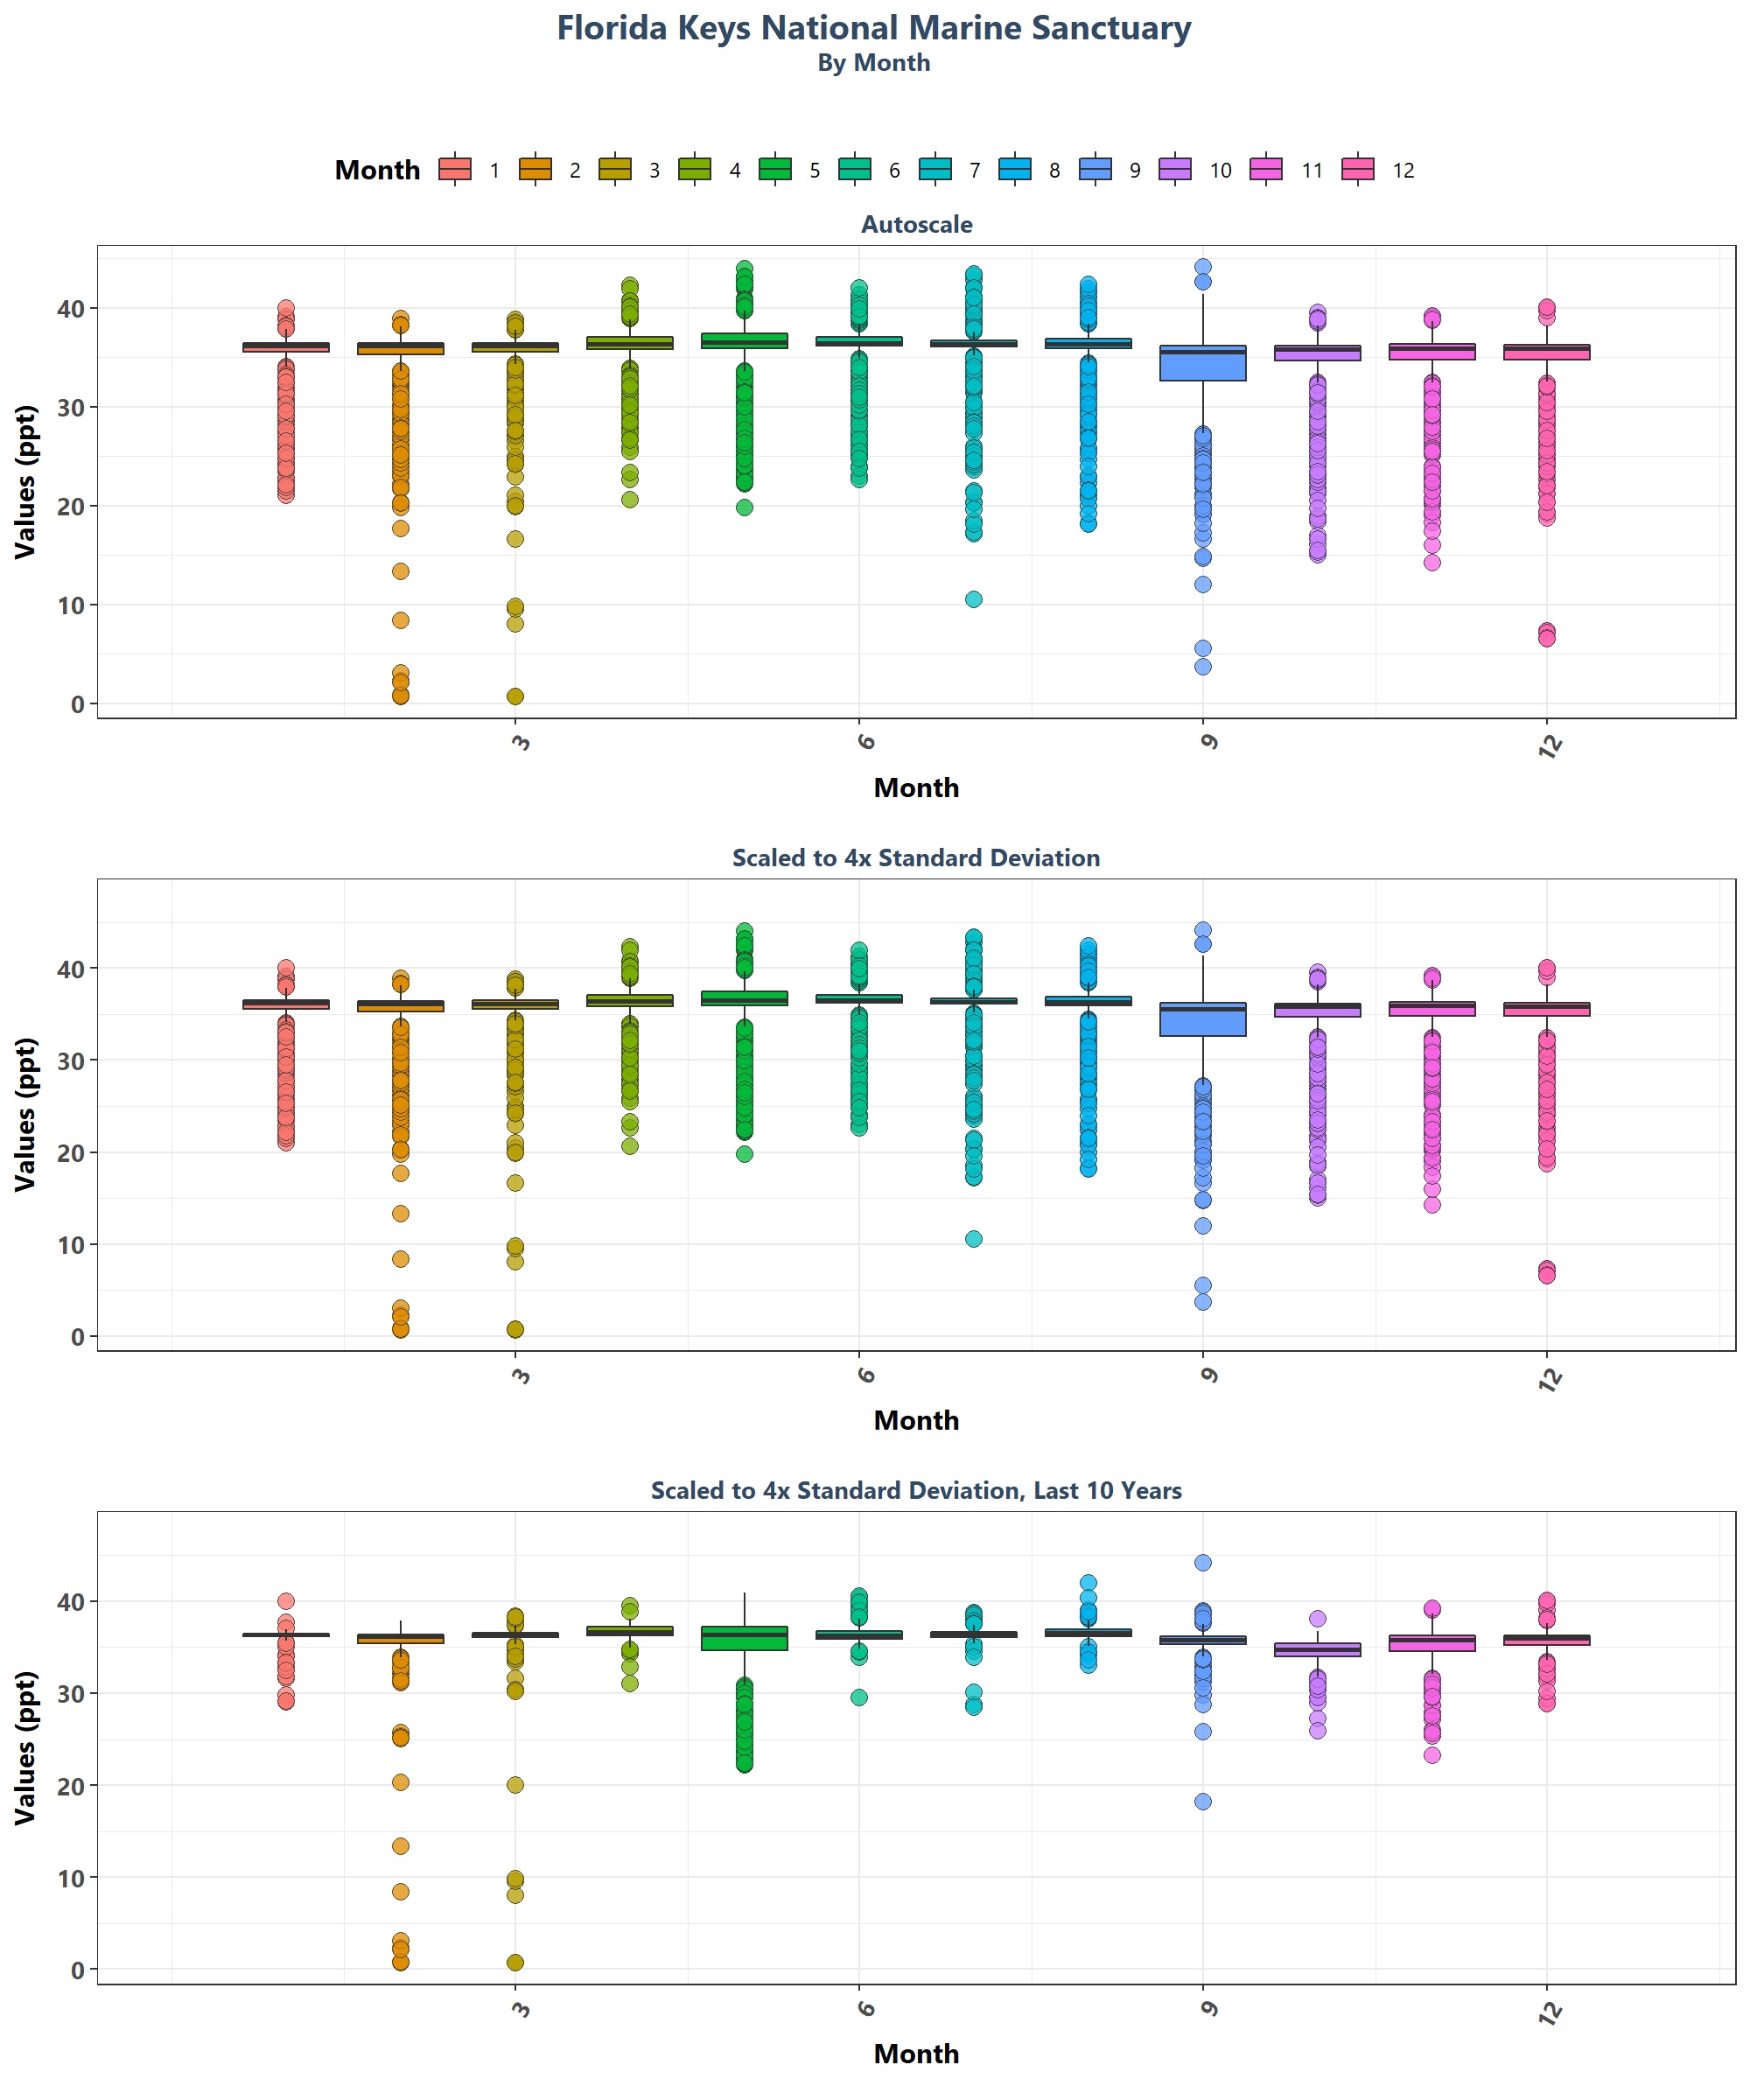 Florida Keys National Marine Sanctuary
By Month
Month 1 2 3 4 5 6 7 8 9 10 11 12
Autoscale
Values (ppt)
40
30
20
10
0
3 6 9 12
Month
Scaled to 4x Standard Deviation
Values (ppt)
40
30
20
10
0
3 6 9 12
Month
Scaled to 4x Standard Deviation, Last 10 Years
Values (ppt)
40
30
20
10
0
3 6 9 12
Month